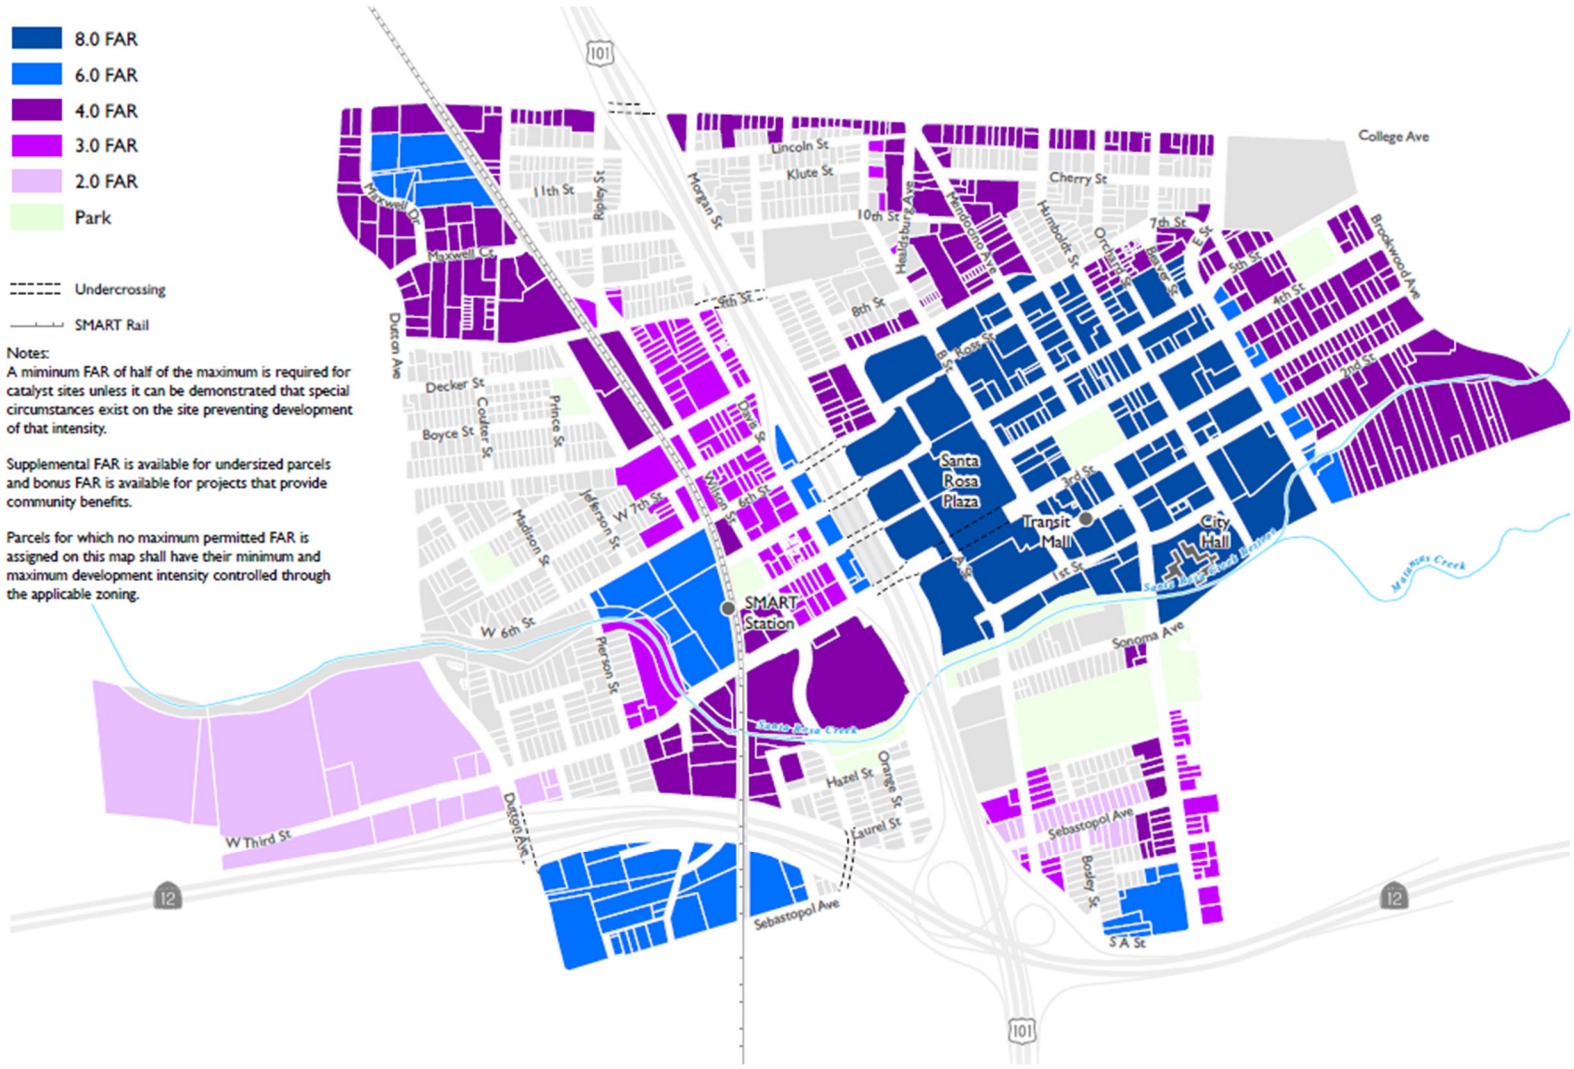 8.0 FAR
6.0 FAR
4.0 FAR
3.0 FAR
2.0 FAR
Park
Undercrossing
SMART Rail
Notes:
A miminum FAR of half of the maximum is required for
catalyst sites unless it can be demonstrated that special
circumstances exist on the site preventing development
of that intensity.
Supplemental FAR is available for undersized parcels
and bonus FAR is available for projects that provide
community benefits.
Parcels for which no maximum permitted FAR is
assigned on this map shall have their minimum and
maximum development intensity controlled through
the applicable zoning.
101
College Ave
Lincoln St
Klute St
Cherry St
11th St
Ripley St
Morgan St
Maxwell Dr
Maxwell Ct
10th St
Healdsburg Ave
Mendocino Ave
Humboldt St
Orchard St
Beaver St
7th St
E St
5th St
4th St
Brookwood Ave
9th St
8th St
Ross St
B St
2nd St
Dutton Ave
Decker St
Coulter St
Boyce St
Prince St
Davis St
Wilson St
6th St
W 7th St
Jefferson St
Madison St
Santa
Rosa
Plaza
3rd St
Transit
Mall
City
Hall
A St
1st St
Santa Rosa Creek
Matanzas Creek
SMART
Station
W 6th St
Pierson St
Sonoma Ave
Santa Rosa Creek
Hazel St
Orange St
Laurel St
W Third St
Dutton Ave
Sebastopol Ave
Sebastopol Ave
Bosley St
S A St
12
12
101